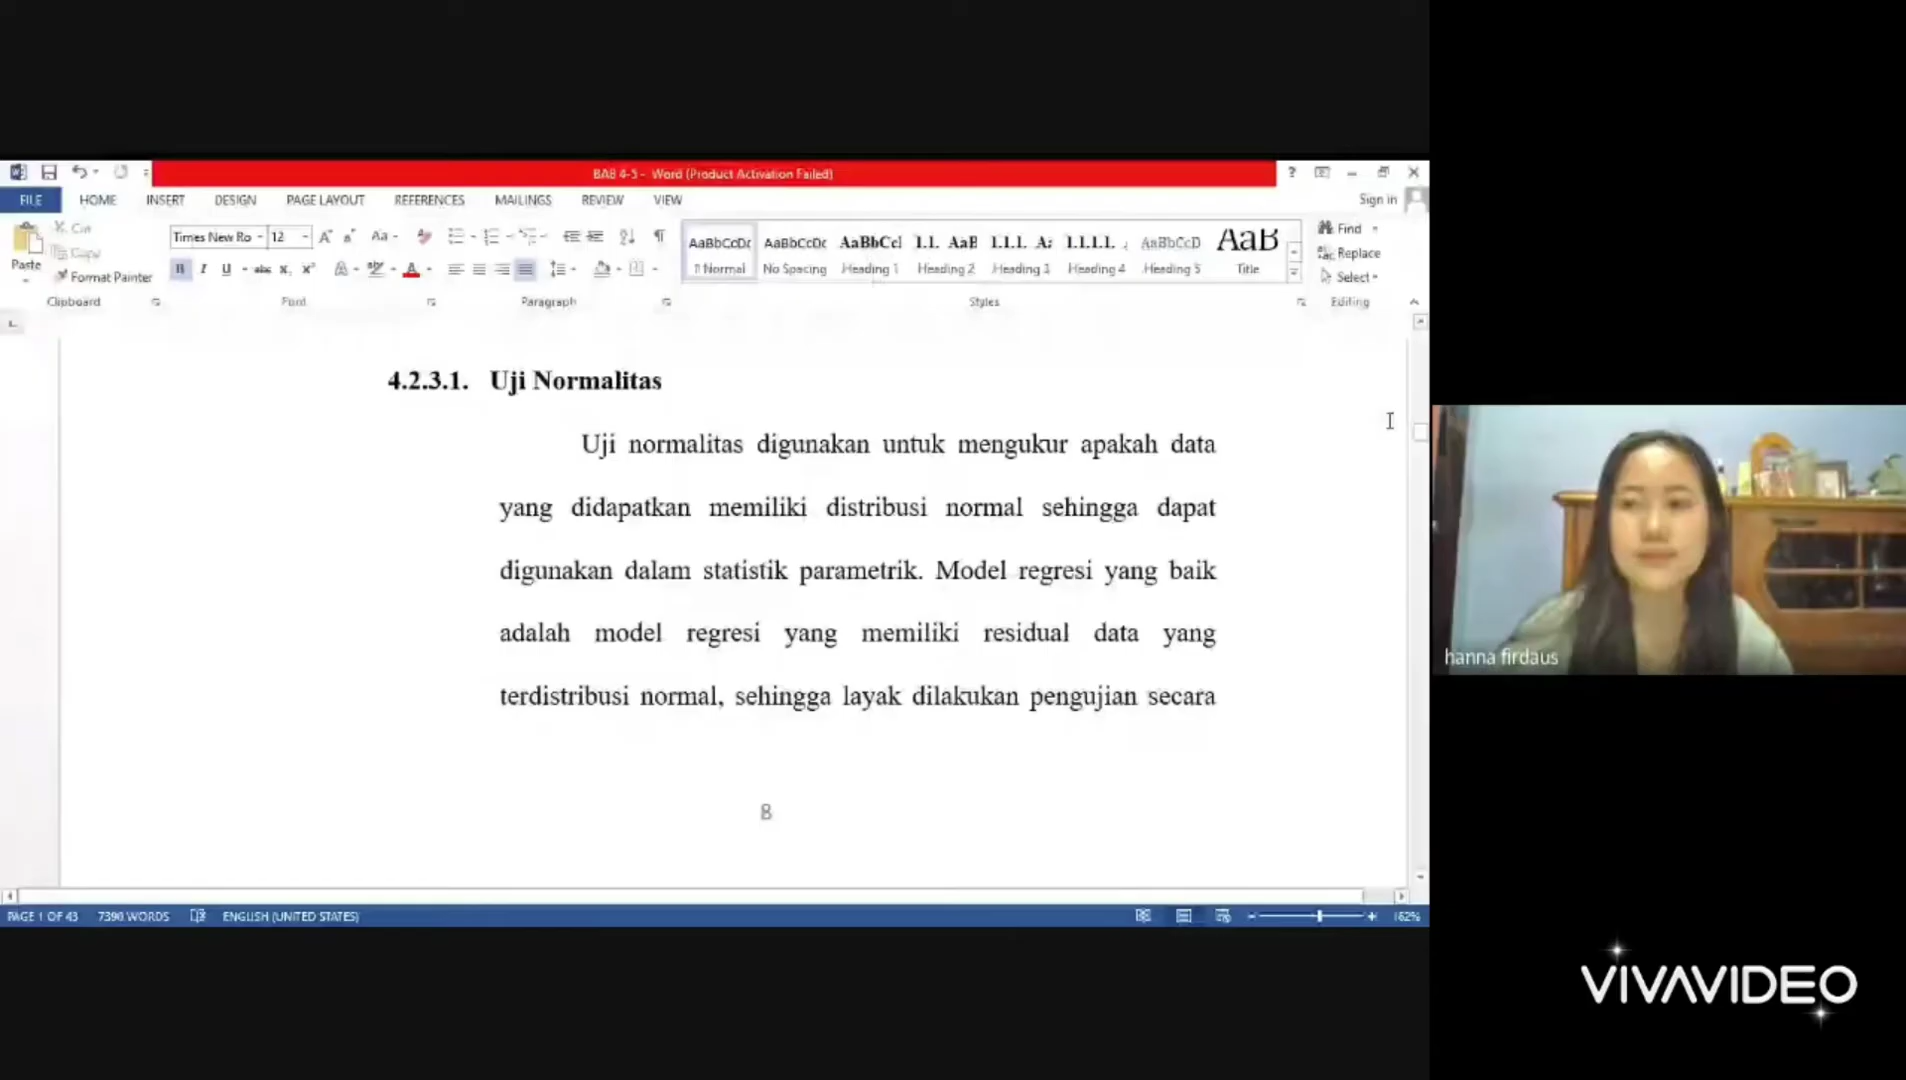 BAB 4-5 - Word (Product Activation Failed)
FILE HOME INSERT DESIGN PAGE LAYOUT REFERENCES MAILINGS REVIEW VIEW Sign in
Cut
Copy
Paste
Format Painter
Times New Ro 12
AaBbCcDc AaBbCcDc AaBbCcI 1.1. AaB 1.1.1. Aa 1.1.1.1. AaBbCcD AaB
¶ Normal No Spacing Heading 1 Heading 2 Heading 3 Heading 4 Heading 5 Title
Find
Replace
Select
Clipboard Font Paragraph Styles Editing
4.2.3.1. Uji Normalitas
Uji normalitas digunakan untuk mengukur apakah data
yang didapatkan memiliki distribusi normal sehingga dapat
digunakan dalam statistik parametrik. Model regresi yang baik
adalah model regresi yang memiliki residual data yang
terdistribusi normal, sehingga layak dilakukan pengujian secara
8
PAGE 1 OF 43 7390 WORDS ENGLISH (UNITED STATES) 162%
hanna firdaus
VIVAVIDEO